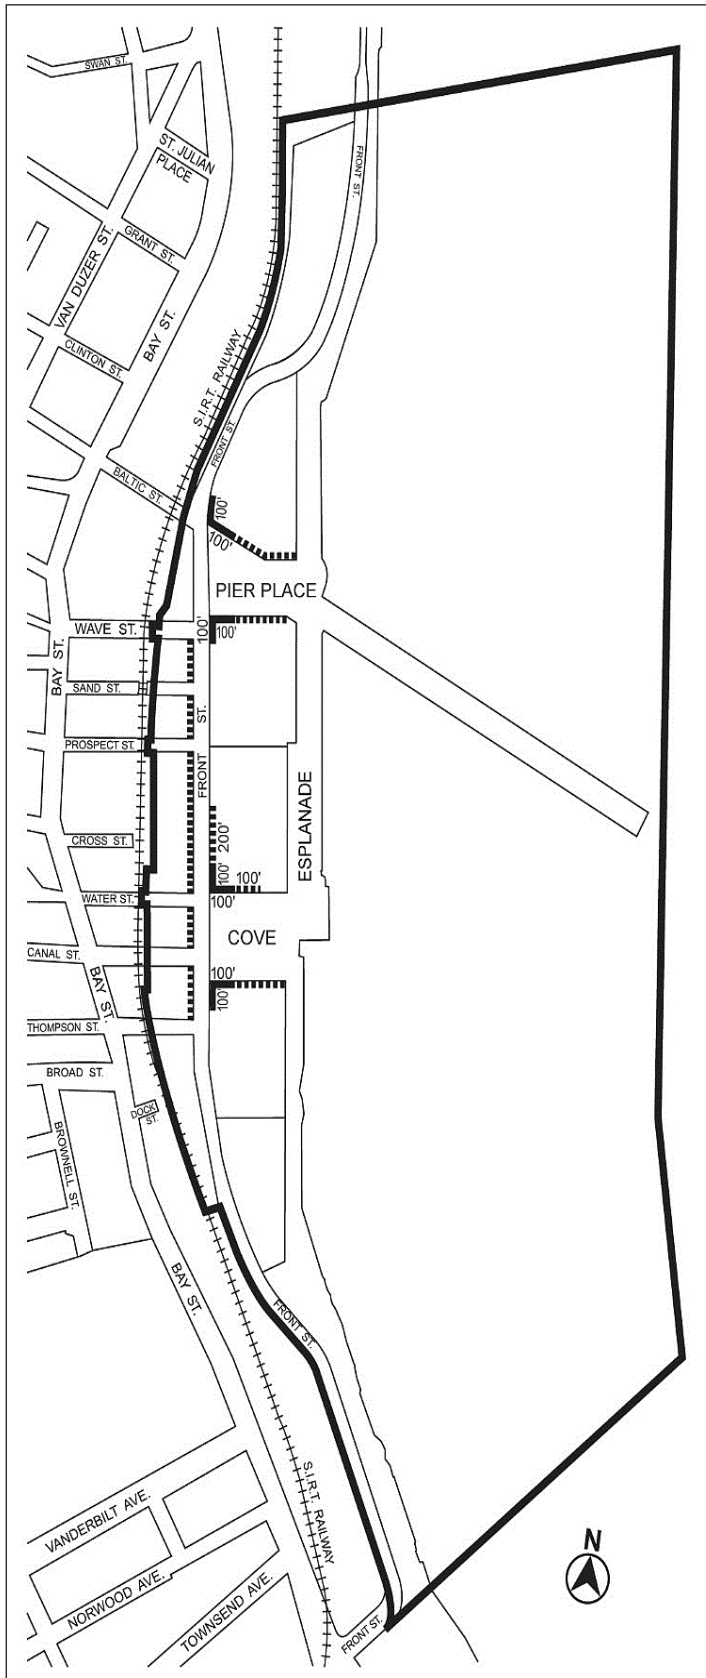 SWAN ST.
ST. JULIAN
PLACE
FRONT ST.
GRANT ST.
VAN DUZER ST.
BAY ST.
CLINTON ST.
S.I.R.T. RAILWAY
FRONT ST.
BALTIC ST.
100'
100'
PIER PLACE
WAVE ST.
100'
100'
BAY ST.
SAND ST.
FRONT ST.
PROSPECT ST.
ESPLANADE
CROSS ST.
200'
100'
100'
WATER ST.
100'
COVE
CANAL ST.
BAY ST.
100'
100'
THOMPSON ST.
BROAD ST.
DOCK
ST.
BROWNELL ST.
BAY ST.
FRONT ST.
S.I.R.T. RAILWAY
VANDERBILT AVE.
N
NORWOOD AVE.
TOWNSEND AVE.
FRONT ST.